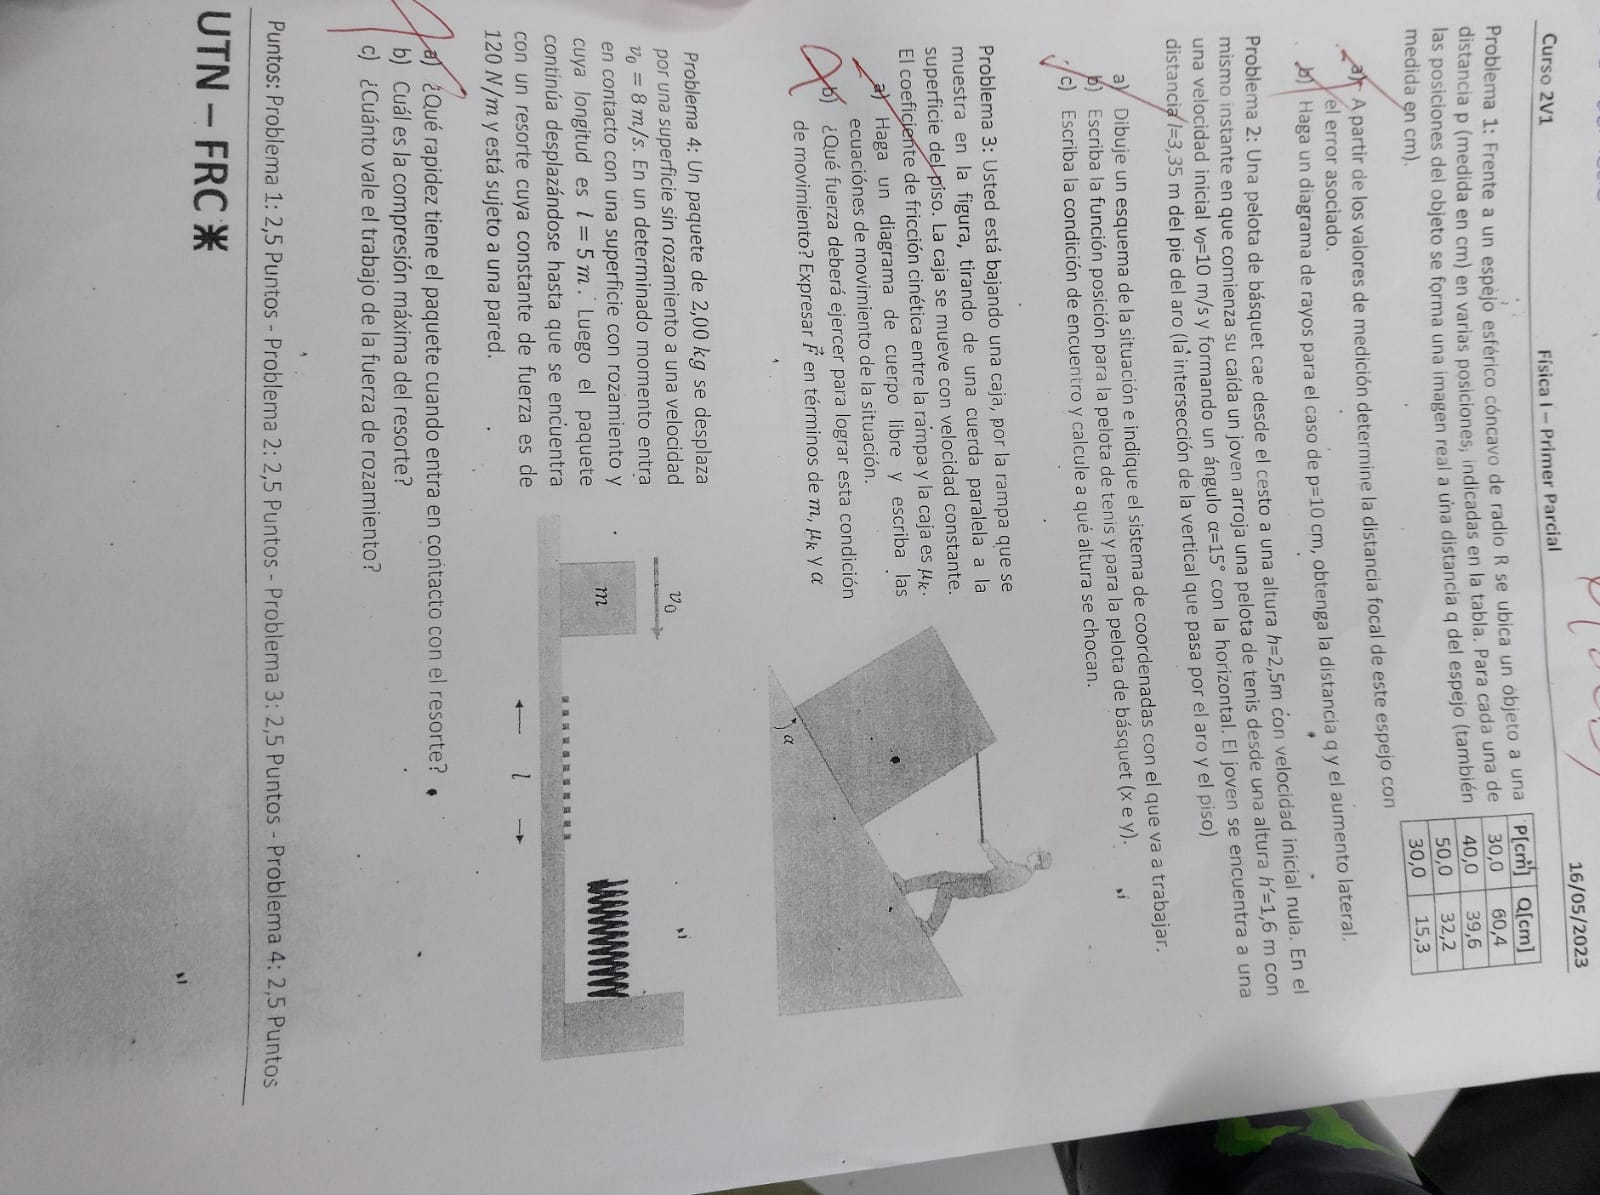 Curso 2V1 Física I – Primer Parcial 16/05/2023
Problema 1: Frente a un espejo esférico cóncavo de radio R se ubica un objeto a una
distancia p (medida en cm) en varias posiciones, indicadas en la tabla. Para cada una de
las posiciones del objeto se forma una imagen real a una distancia q del espejo (también
medida en cm).
P[cm] Q[cm]
30,0 60,4
40,0 39,6
50,0 32,2
30,0 15,3
a) A partir de los valores de medición determine la distancia focal de este espejo con
el error asociado.
b) Haga un diagrama de rayos para el caso de p=10 cm, obtenga la distancia q y el aumento lateral.
Problema 2: Una pelota de básquet cae desde el cesto a una altura h=2,5m con velocidad inicial nula. En el
mismo instante en que comienza su caída un joven arroja una pelota de tenis desde una altura h'=1,6 m con
una velocidad inicial v₀=10 m/s y formando un ángulo α=15° con la horizontal. El joven se encuentra a una
distancia l=3,35 m del pie del aro (la intersección de la vertical que pasa por el aro y el piso)
a) Dibuje un esquema de la situación e indique el sistema de coordenadas con el que va a trabajar.
b) Escriba la función posición para la pelota de tenis y para la pelota de básquet (x e y).
c) Escriba la condición de encuentro y calcule a qué altura se chocan.
Problema 3: Usted está bajando una caja, por la rampa que se
muestra en la figura, tirando de una cuerda paralela a la
superficie del piso. La caja se mueve con velocidad constante.
El coeficiente de fricción cinética entre la rampa y la caja es μₖ.
a) Haga un diagrama de cuerpo libre y escriba las
ecuaciónes de movimiento de la situación.
b) ¿Qué fuerza deberá ejercer para lograr esta condición
de movimiento? Expresar F⃗ en términos de m, μₖ y α
α
Problema 4: Un paquete de 2,00 kg se desplaza
por una superficie sin rozamiento a una velocidad
v₀ = 8 m/s. En un determinado momento entra
en contacto con una superficie con rozamiento y
cuya longitud es l = 5 m. Luego el paquete
continúa desplazándose hasta que se encuentra
con un resorte cuya constante de fuerza es de
120 N/m y está sujeto a una pared.
v₀
m
l
a) ¿Qué rapidez tiene el paquete cuando entra en contacto con el resorte?
b) Cuál es la compresión máxima del resorte?
c) ¿Cuánto vale el trabajo de la fuerza de rozamiento?
Puntos: Problema 1: 2,5 Puntos - Problema 2: 2,5 Puntos - Problema 3: 2,5 Puntos - Problema 4: 2,5 Puntos
UTN – FRC